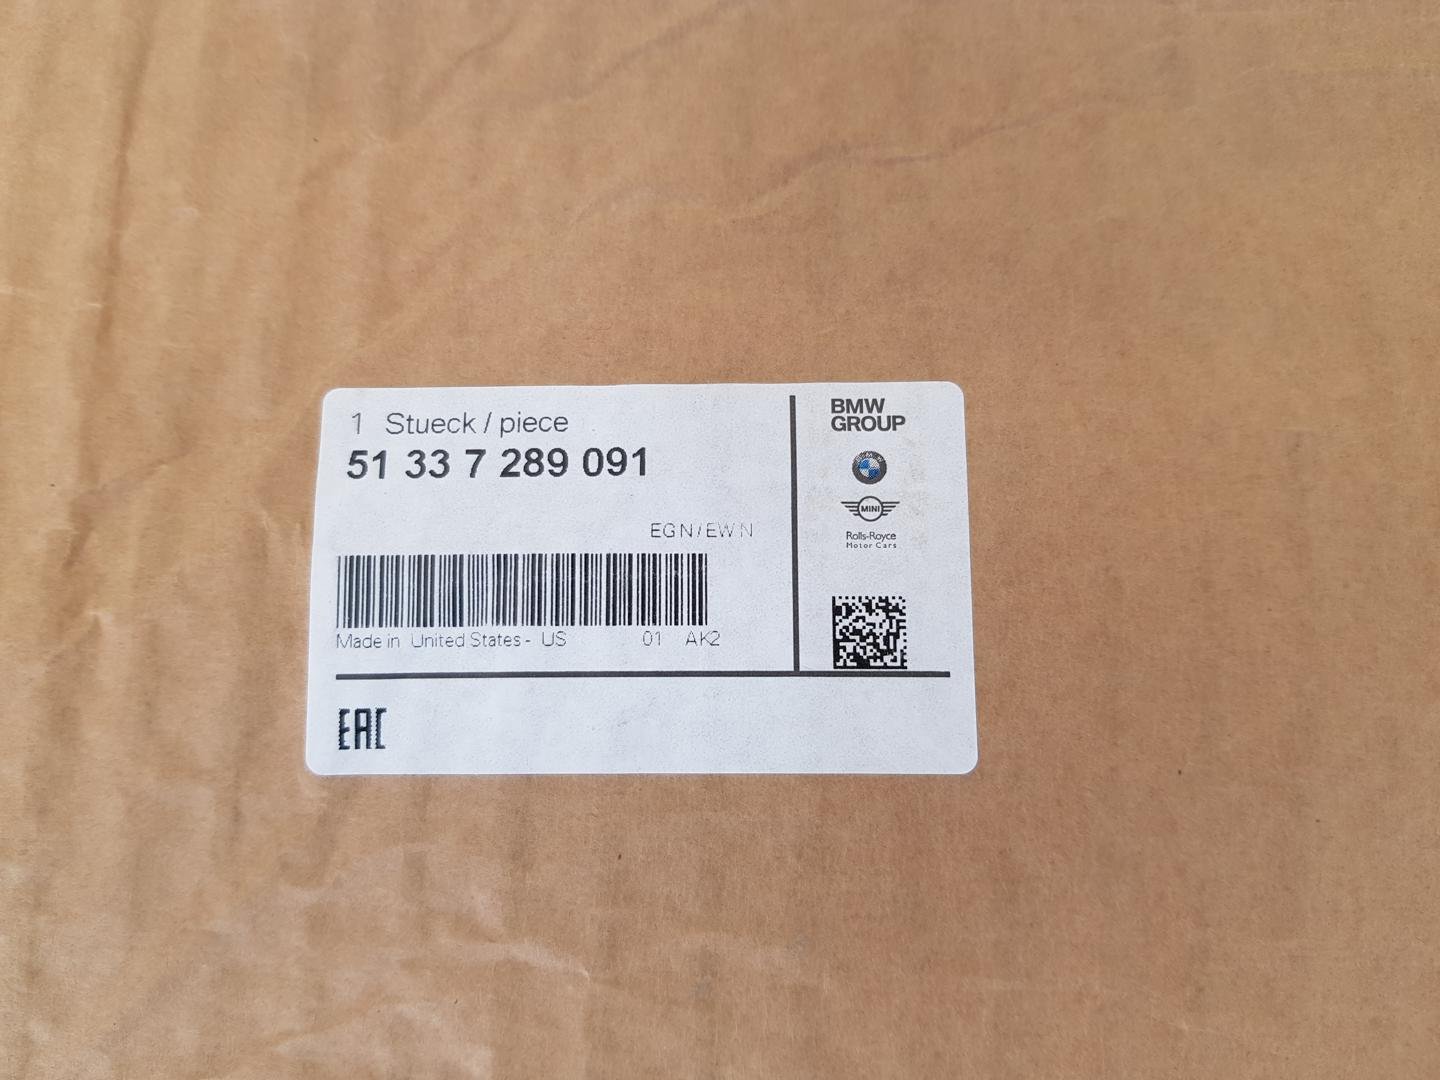 1 Stueck / piece
51 33 7 289 091
EGN/EWN
Made in United States - US 01 AK2
EAC
BMW
GROUP
BMW
MINI
Rolls-Royce
Motor Cars